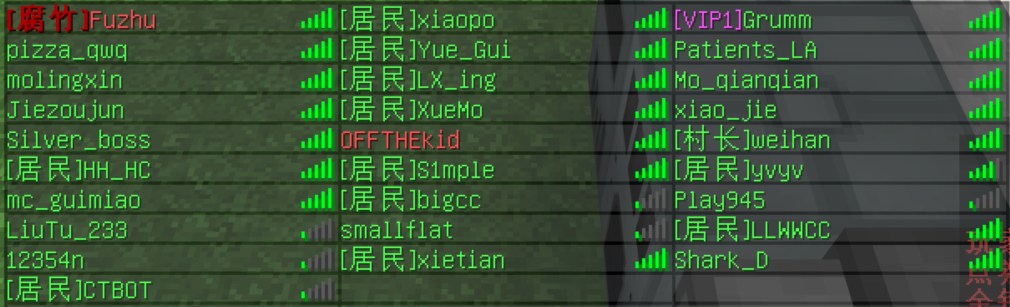 [腐竹]Fuzhu [居民]xiaopo [VIP1]Grumm
pizza_qwq [居民]Yue_Gui Patients_LA
molingxin [居民]LX_ing Mo_qianqian
Jiezoujun [居民]XueMo xiao_jie
Silver_boss OFFTHEkid [村长]weihan
[居民]HH_HC [居民]S1mple [居民]yvyv
mc_guimiao [居民]bigcc Play945
LiuTu_233 smallflat [居民]LLWWCC
12354n [居民]xietian Shark_D
[居民]CTBOT